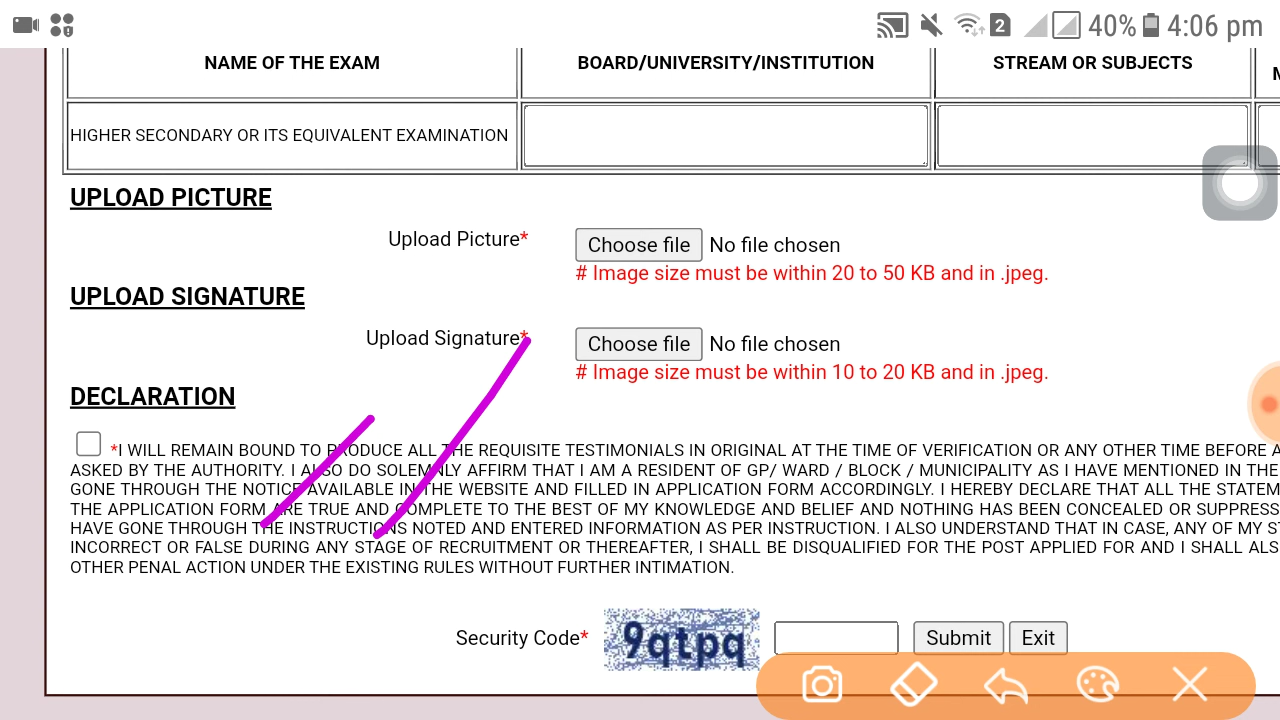 2 40% 4:06 pm
NAME OF THE EXAM BOARD/UNIVERSITY/INSTITUTION STREAM OR SUBJECTS M
HIGHER SECONDARY OR ITS EQUIVALENT EXAMINATION
UPLOAD PICTURE
Upload Picture* Choose file No file chosen
# Image size must be within 20 to 50 KB and in .jpeg.
UPLOAD SIGNATURE
Upload Signature* Choose file No file chosen
# Image size must be within 10 to 20 KB and in .jpeg.
DECLARATION
*I WILL REMAIN BOUND TO PRODUCE ALL THE REQUISITE TESTIMONIALS IN ORIGINAL AT THE TIME OF VERIFICATION OR ANY OTHER TIME BEFORE A
ASKED BY THE AUTHORITY. I ALSO DO SOLEMNLY AFFIRM THAT I AM A RESIDENT OF GP/ WARD / BLOCK / MUNICIPALITY AS I HAVE MENTIONED IN THE
GONE THROUGH THE NOTICE AVAILABLE IN THE WEBSITE AND FILLED IN APPLICATION FORM ACCORDINGLY. I HEREBY DECLARE THAT ALL THE STATEM
THE APPLICATION FORM ARE TRUE AND COMPLETE TO THE BEST OF MY KNOWLEDGE AND BELIEF AND NOTHING HAS BEEN CONCEALED OR SUPPRESS
HAVE GONE THROUGH THE INSTRUCTIONS NOTED AND ENTERED INFORMATION AS PER INSTRCTION. I ALSO UNDERSTAND THAT IN CASE, ANY OF MY S
INCORRECT OR FALSE DURING ANY STAGE OF RECRUITMENT OR THEREAFTER, I SHALL BE DISQUALIFIED FOR THE POST APPLIED FOR AND I SHALL ALS
OTHER PENAL ACTION UNDER THE EXISTING RULES WITHOUT FURTHER INTIMATION.
Security Code* 9qtpq Submit Exit